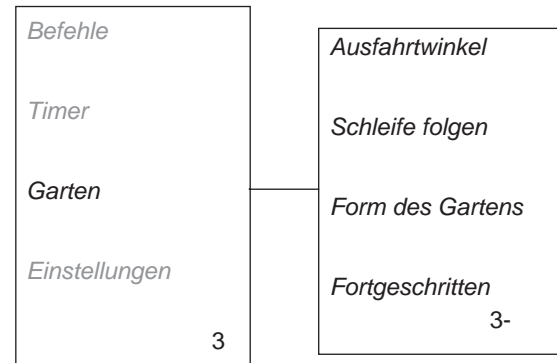 Befehle
Timer
Garten
Einstellungen
3
Ausfahrtwinkel
Schleife folgen
Form des Gartens
Fortgeschritten
3-